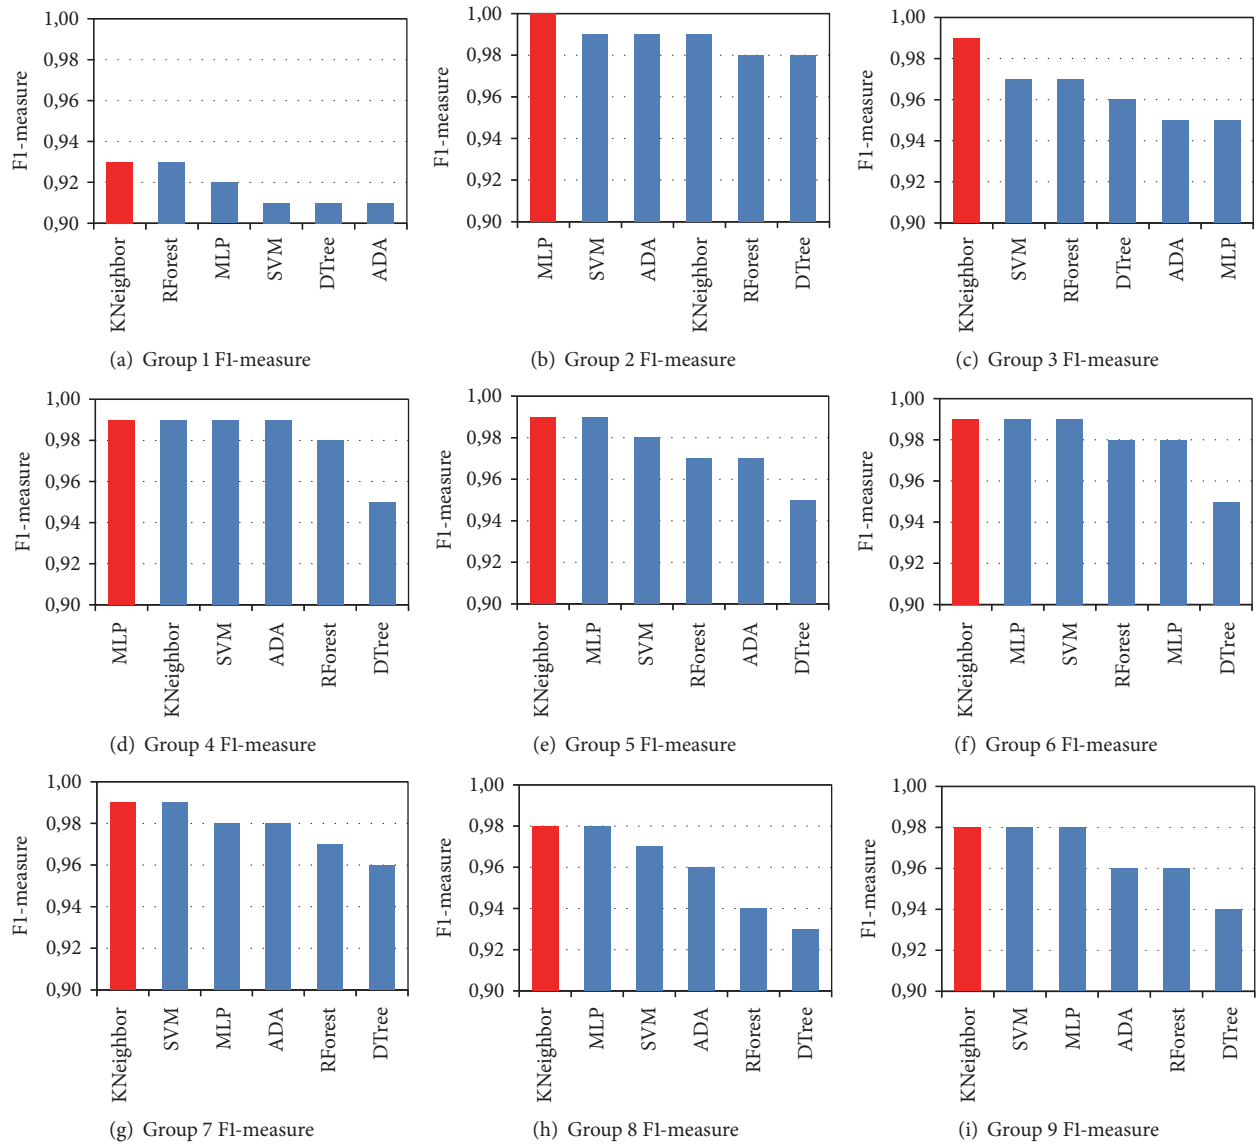 1,00
0,98
0,96
0,94
0,92
0,90
F1-measure
KNeighbor
RForest
MLP
SVM
DTree
ADA
(a) Group 1 F1-measure
1,00
0,98
0,96
0,94
0,92
0,90
F1-measure
MLP
SVM
ADA
KNeighbor
RForest
DTree
(b) Group 2 F1-measure
1,00
0,98
0,96
0,94
0,92
0,90
F1-measure
KNeighbor
SVM
RForest
DTree
ADA
MLP
(c) Group 3 F1-measure
1,00
0,98
0,96
0,94
0,92
0,90
F1-measure
MLP
KNeighbor
SVM
ADA
RForest
DTree
(d) Group 4 F1-measure
1,00
0,98
0,96
0,94
0,92
0,90
F1-measure
KNeighbor
MLP
SVM
RForest
ADA
DTree
(e) Group 5 F1-measure
1,00
0,98
0,96
0,94
0,92
0,90
F1-measure
KNeighbor
MLP
SVM
RForest
MLP
DTree
(f) Group 6 F1-measure
1,00
0,98
0,96
0,94
0,92
0,90
F1-measure
KNeighbor
SVM
MLP
ADA
RForest
DTree
(g) Group 7 F1-measure
1,00
0,98
0,96
0,94
0,92
0,90
F1-measure
KNeighbor
MLP
SVM
ADA
RForest
DTree
(h) Group 8 F1-measure
1,00
0,98
0,96
0,94
0,92
0,90
F1-measure
KNeighbor
SVM
MLP
ADA
RForest
DTree
(i) Group 9 F1-measure